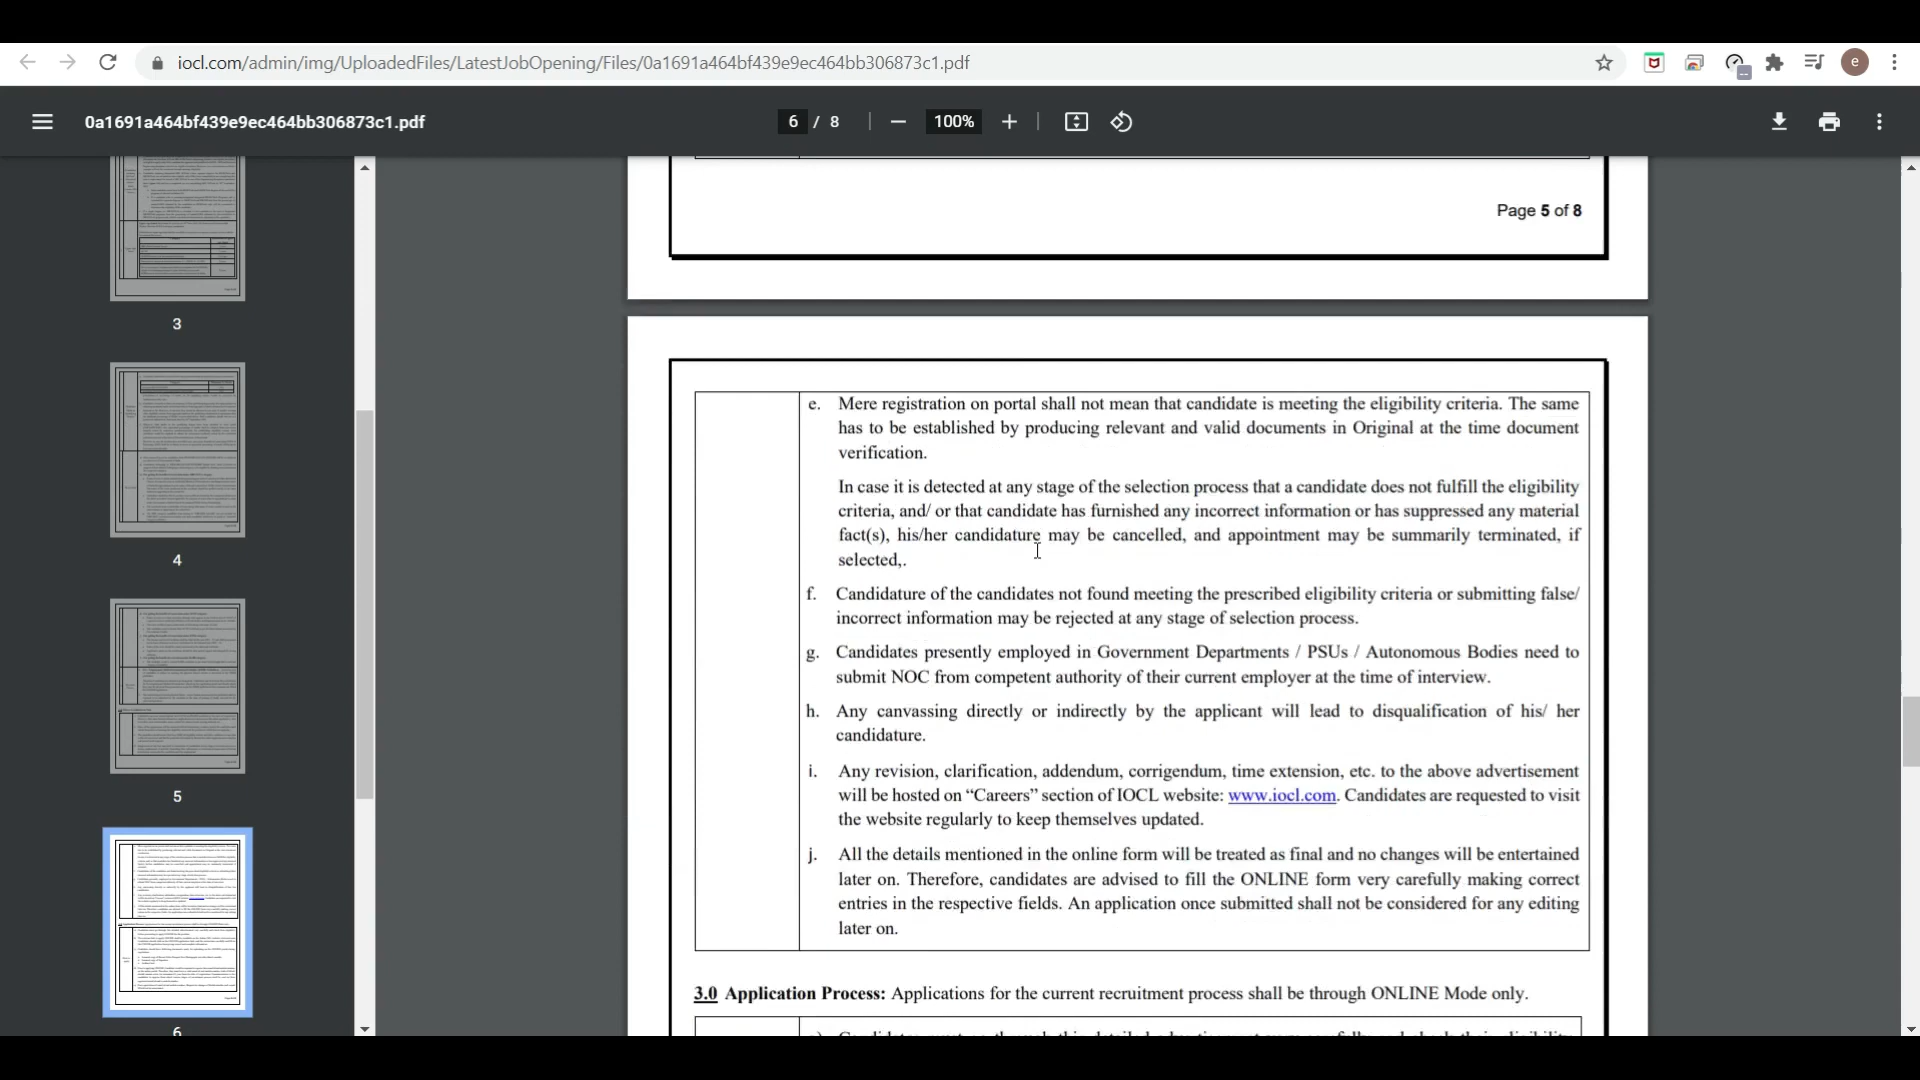 iocl.com/admin/img/UploadedFiles/LatestJobOpening/Files/0a1691a464bf439e9ec464bb306873c1.pdf
e
0a1691a464bf439e9ec464bb306873c1.pdf
6 / 8
100%
3
4
5
6
Page 5 of 8
e. Mere registration on portal shall not mean that candidate is meeting the eligibility criteria. The same
has to be established by producing relevant and valid documents in Original at the time document
verification.
In case it is detected at any stage of the selection process that a candidate does not fulfill the eligibility
criteria, and/ or that candidate has furnished any incorrect information or has suppressed any material
fact(s), his/her candidature may be cancelled, and appointment may be summarily terminated, if
selected,.
f. Candidature of the candidates not found meeting the prescribed eligibility criteria or submitting false/
incorrect information may be rejected at any stage of selection process.
g. Candidates presently employed in Government Departments / PSUs / Autonomous Bodies need to
submit NOC from competent authority of their current employer at the time of interview.
h. Any canvassing directly or indirectly by the applicant will lead to disqualification of his/ her
candidature.
i. Any revision, clarification, addendum, corrigendum, time extension, etc. to the above advertisement
will be hosted on “Careers” section of IOCL website: www.iocl.com. Candidates are requested to visit
the website regularly to keep themselves updated.
j. All the details mentioned in the online form will be treated as final and no changes will be entertained
later on. Therefore, candidates are advised to fill the ONLINE form very carefully making correct
entries in the respective fields. An application once submitted shall not be considered for any editing
later on.
3.0 Application Process: Applications for the current recruitment process shall be through ONLINE Mode only.